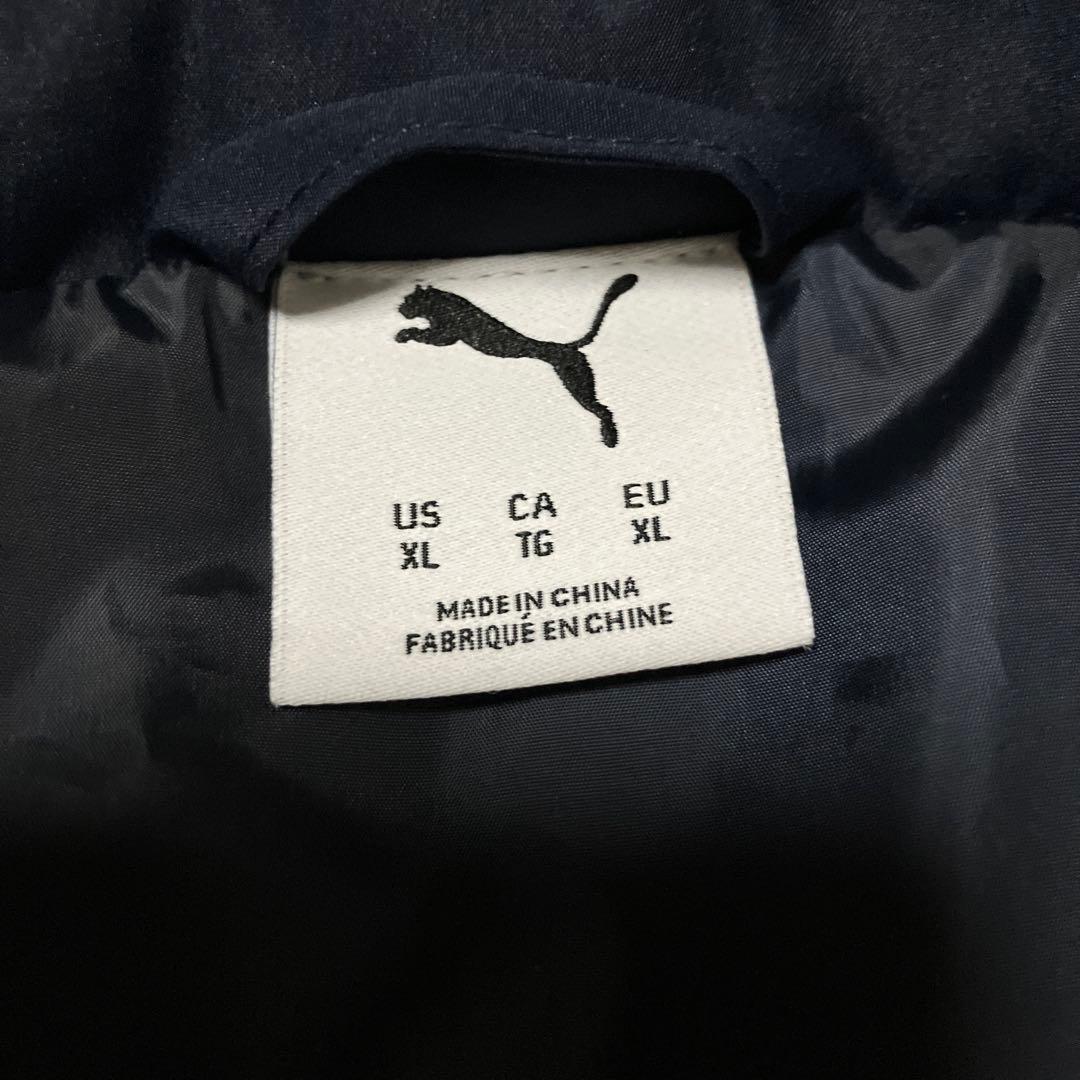 US CA EU
XL TG XL
MADE IN CHINA
FABRIQUÉ EN CHINE